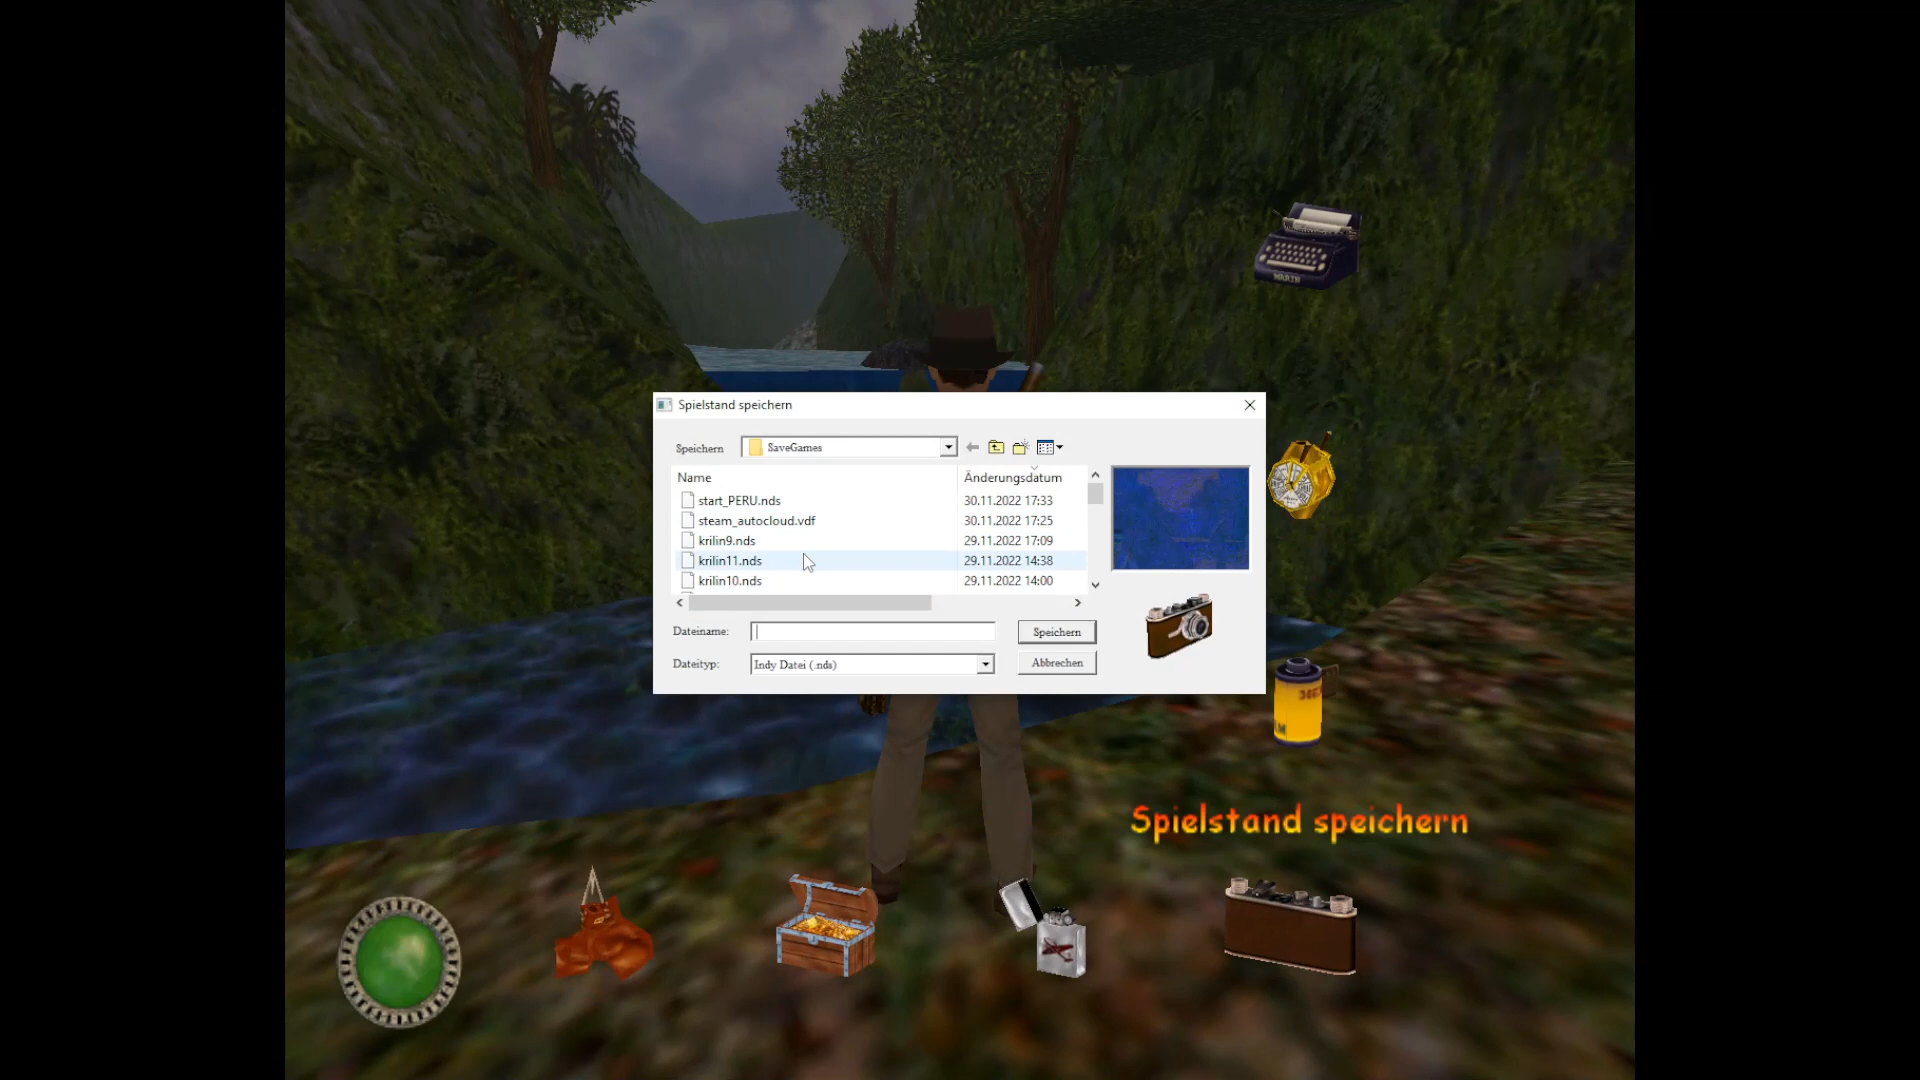 MARIN
Spielstand speichern
Speichern
SaveGames
Name
Änderungsdatum
start_PERU.nds
30.11.2022 17:33
steam_autocloud.vdf
30.11.2022 17:25
krilin9.nds
29.11.2022 17:09
krilin11.nds
29.11.2022 14:38
krilin10.nds
29.11.2022 14:00
Dateiname:
Speichern
Dateityp:
Indy Datei (.nds)
Abbrechen
Spielstand speichern